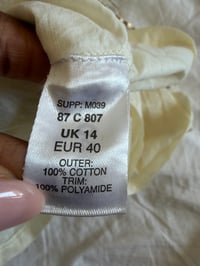 SUPP: M039
87 C 807
UK 14
EUR 40
OUTER:
100% COTTON
TRIM:
100% POLYAMIDE